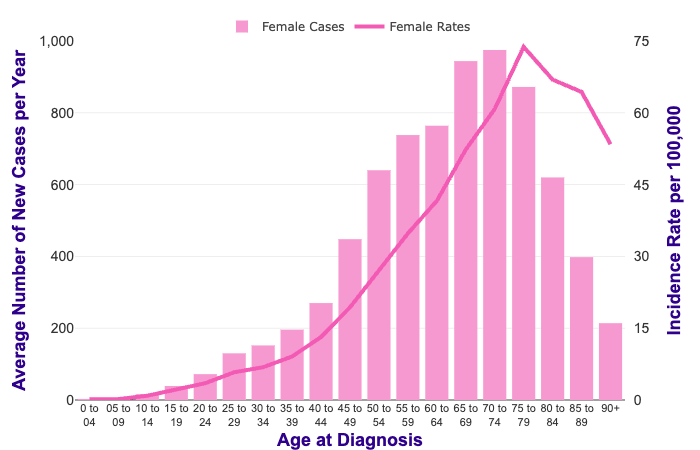 Female Cases Female Rates
1,000
800
600
400
200
0
75
60
45
30
15
0
Average Number of New Cases per Year
Incidence Rate per 100,000
0 to 04
05 to 09
10 to 14
15 to 19
20 to 24
25 to 29
30 to 34
35 to 39
40 to 44
45 to 49
50 to 54
55 to 59
60 to 64
65 to 69
70 to 74
75 to 79
80 to 84
85 to 89
90+
Age at Diagnosis